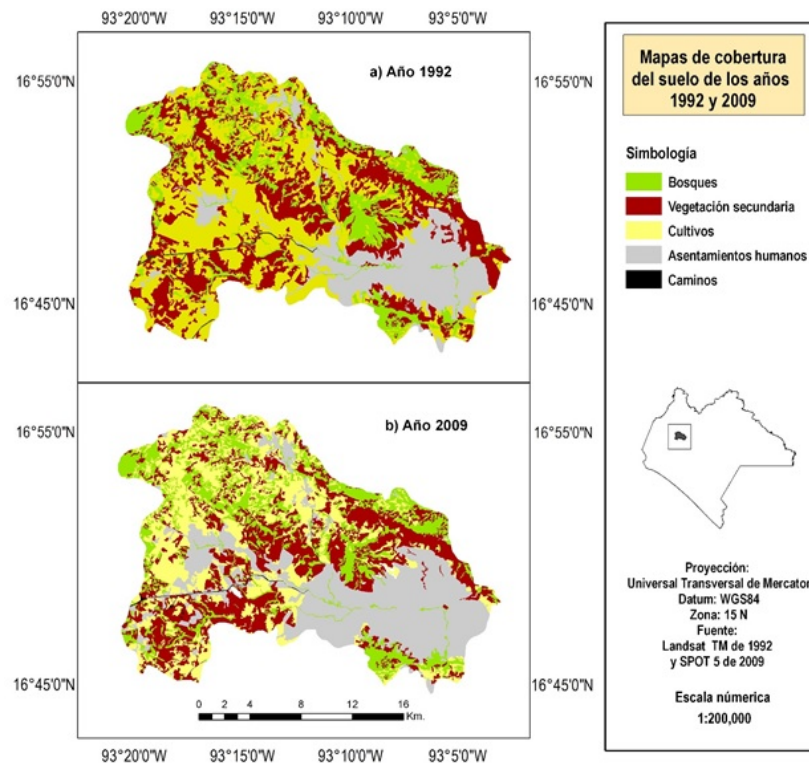 93°20'0"W 93°15'0"W 93°10'0"W 93°5'0"W
16°55'0"N
a) Año 1992
16°55'0"N
16°45'0"N
16°45'0"N
16°55'0"N
b) Año 2009
16°55'0"N
16°45'0"N
16°45'0"N
0 2 4 8 12 16
Km.
93°20'0"W 93°15'0"W 93°10'0"W 93°5'0"W
Mapas de cobertura
del suelo de los años
1992 y 2009
Simbología
Bosques
Vegetación secundaria
Cultivos
Asentamientos humanos
Caminos
Proyección:
Universal Transversal de Mercator
Datum: WGS84
Zona: 15 N
Fuente:
Landsat TM de 1992
y SPOT 5 de 2009
Escala númerica
1:200,000